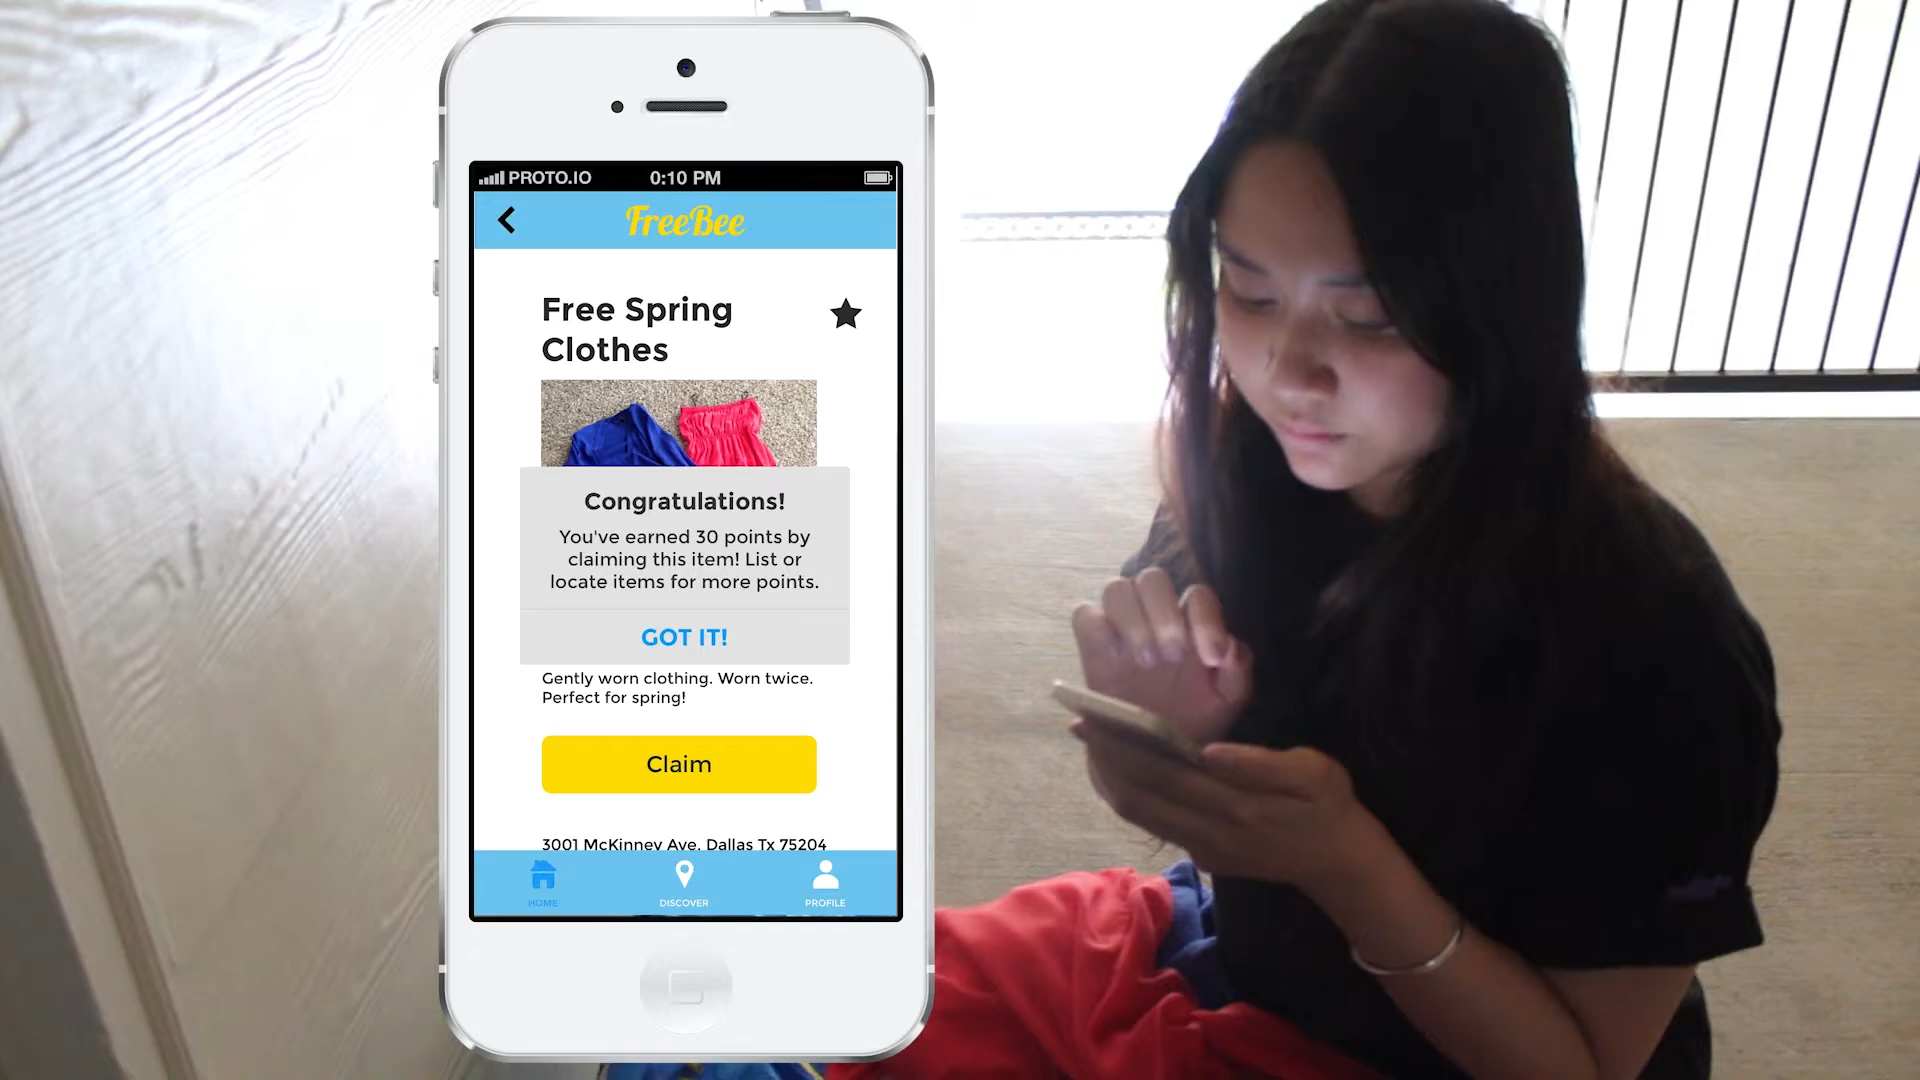 PROTO.IO 0:10 PM
FreeBee
Free Spring
Clothes
Congratulations!
You've earned 30 points by
claiming this item! List or
locate items for more points.
GOT IT!
Gently worn clothing. Worn twice.
Perfect for spring!
Claim
3001 McKinney Ave. Dallas Tx 75204
HOME DISCOVER PROFILE